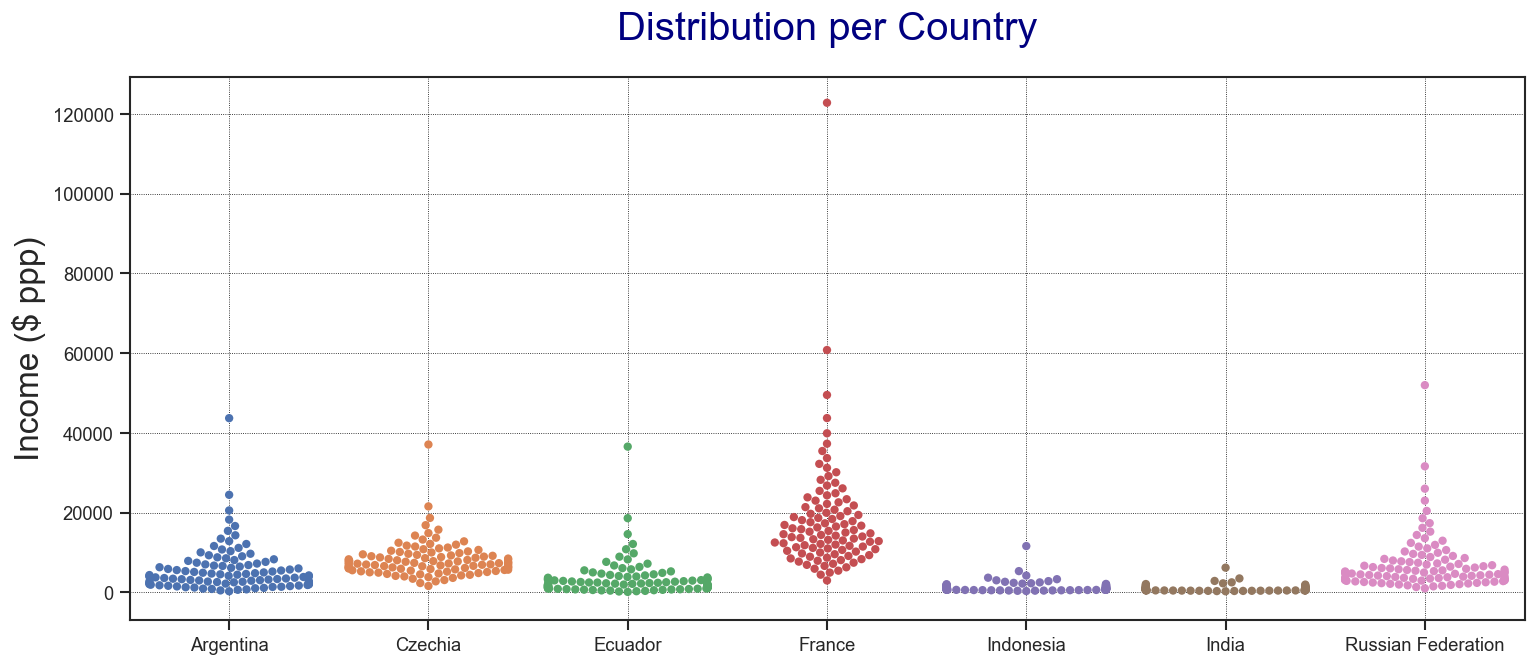 Distribution per Country
Income ($ ppp)
120000
100000
80000
60000
40000
20000
0
Argentina
Czechia
Ecuador
France
Indonesia
India
Russian Federation